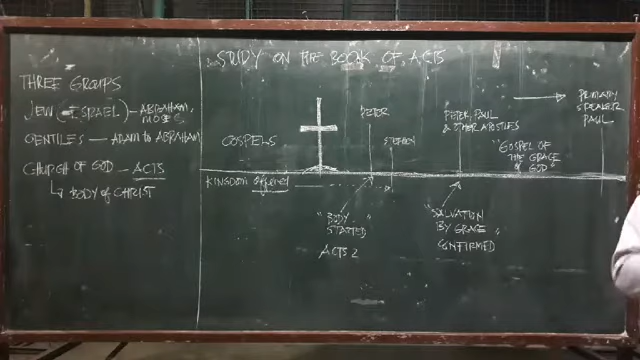 STUDY ON THE BOOK OF ACTS
THREE GROUPS
JEW (ISRAEL) — ABRAHAM,
MOSES
GENTILES — ADAM TO ABRAHAM
CHURCH OF GOD — ACTS
BODY OF CHRIST
GOSPELS
PETER
STEPHEN
PETER, PAUL
& OTHER APOSTLES
"GOSPEL OF
THE GRACE
OF GOD"
PRIMARY
SPEAKER
PAUL
KINGDOM
"BODY
STARTED"
ACTS 2
"SALVATION
BY GRACE"
CONFIRMED